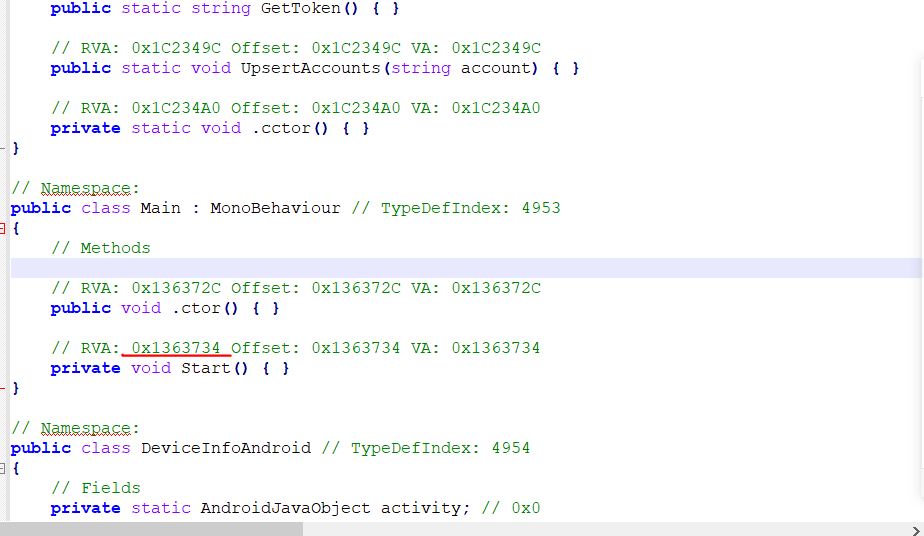 public static string GetToken() { }
// RVA: 0x1C2349C Offset: 0x1C2349C VA: 0x1C2349C
public static void UpsertAccounts(string account) { }
// RVA: 0x1C234A0 Offset: 0x1C234A0 VA: 0x1C234A0
private static void .cctor() { }
}
// Namespace:
public class Main : MonoBehaviour // TypeDefIndex: 4953
{
// Methods
// RVA: 0x136372C Offset: 0x136372C VA: 0x136372C
public void .ctor() { }
// RVA: 0x1363734 Offset: 0x1363734 VA: 0x1363734
private void Start() { }
}
// Namespace:
public class DeviceInfoAndroid // TypeDefIndex: 4954
{
// Fields
private static AndroidJavaObject activity; // 0x0